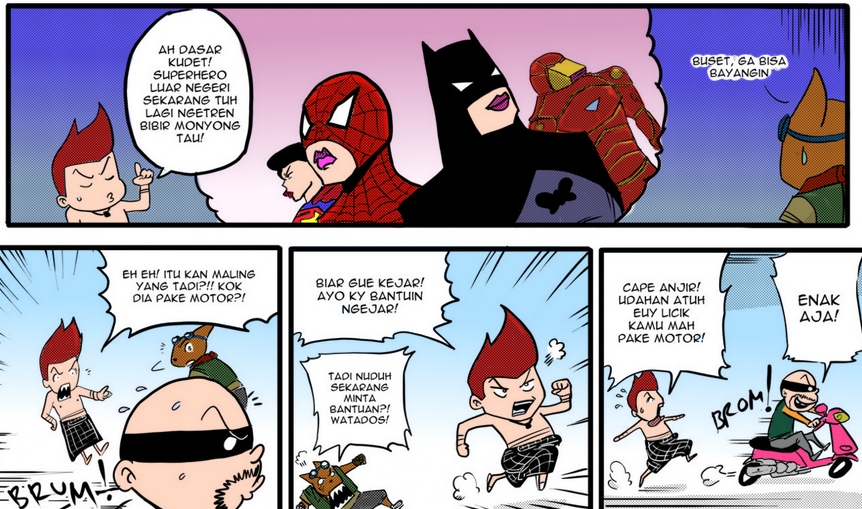 AH DASAR
KUDET!
SUPERHERO
LUAR NEGERI
SEKARANG TUH
LAGI NGETREN
BIBIR MONYONG
TAU!
BUSET, GA BISA
BAYANGIN
EH EH! ITU KAN MALING
YANG TADI?!! KOK
DIA PAKE MOTOR?!
BRUM!
BIAR GUE KEJAR!
AYO KY BANTUIN
NGEJAR!
TADI NUDUH
SEKARANG
MINTA
BANTUAN?!
WATADOS!
CAPE ANJIR!
UDAHAN ATUH
EUY LICIK
KAMU MAH
PAKE MOTOR!
ENAK
AJA!
BROM!